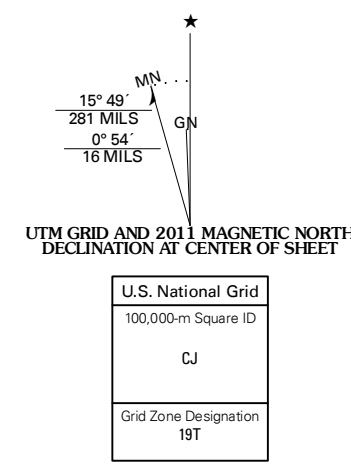 ★
MN
15° 49´
281 MILS
GN
0° 54´
16 MILS
UTM GRID AND 2011 MAGNETIC NORTH
DECLINATION AT CENTER OF SHEET
U.S. National Grid
100,000-m Square ID
CJ
Grid Zone Designation
19T